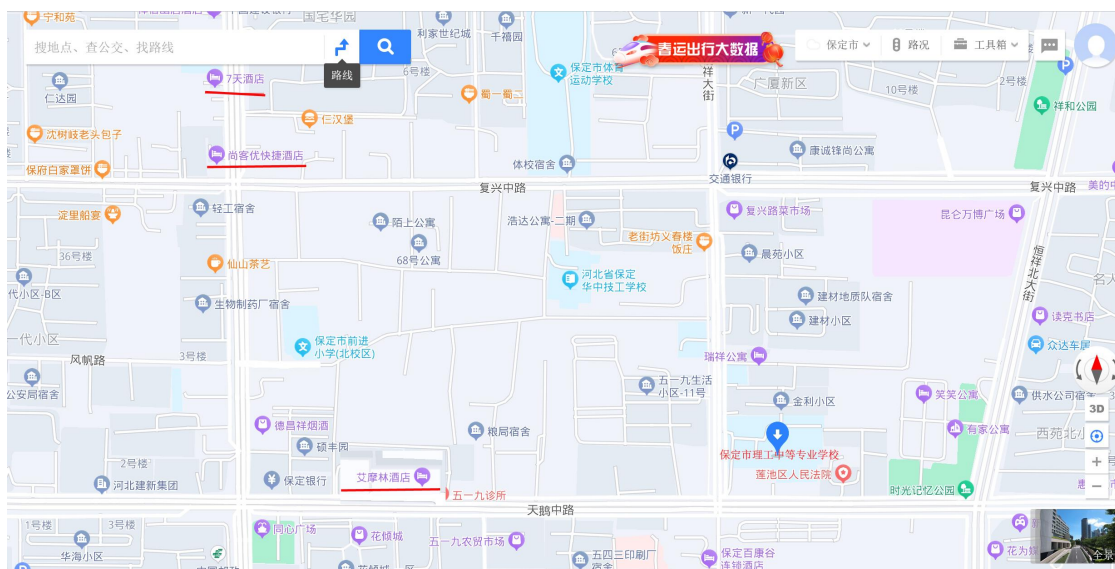 宁和苑
国宅华园
利家世纪城
千禧园
搜地点、查公交、找路线
路线
春运出行大数据
保定市
路况
工具箱
7天酒店
6号楼
保定市体育
运动学校
祥大街
广厦新区
10号楼
2号楼
P
仁达园
蜀一蜀二
祥和公园
仨汉堡
沈树岐老头包子
P
康诚锋尚公寓
尚客优快捷酒店
保府白家罩饼
体校宿舍
交通银行
复兴中路
复兴中路
美的中
轻工宿舍
淀里船宴
陌上公寓
浩达公寓-二期
复兴路菜市场
昆仑万博广场
老街坊义春楼
饭庄
68号公寓
36号楼
仙山茶艺
晨苑小区
恒祥北大街
河北省保定
华中技工学校
名人
代小区-B区
生物制药厂宿舍
建材地质队宿舍
读克书店
建材小区
一代小区
保定市前进
小学(北校区)
众达车居
风帆路
3号楼
瑞祥公寓
五一九生活
小区-11号
公安局宿舍
金利小区
笑笑公寓
供水公司宿舍
3D
德昌祥烟酒
粮局宿舍
有家公寓
西苑北小
硕丰园
保定市理工中等专业学校
2号楼
莲池区人民法院
河北建新集团
保定银行
艾摩林酒店
五一九诊所
时光记忆公园
天鹅中路
1号楼
3号楼
同心广场
花倾城
五一九农贸市场
华海小区
五四三印刷厂
宿舍
保定百康谷
连锁酒店
花为媒
全景